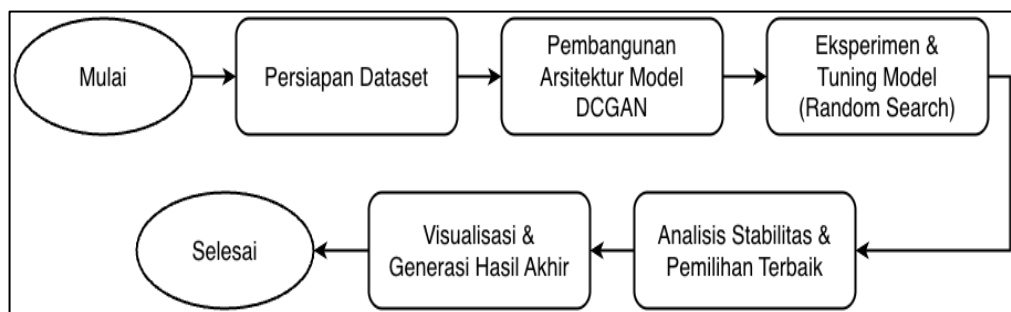 Mulai
Persiapan Dataset
Pembangunan
Arsitektur Model
DCGAN
Eksperimen &
Tuning Model
(Random Search)
Analisis Stabilitas &
Pemilihan Terbaik
Visualisasi &
Generasi Hasil Akhir
Selesai